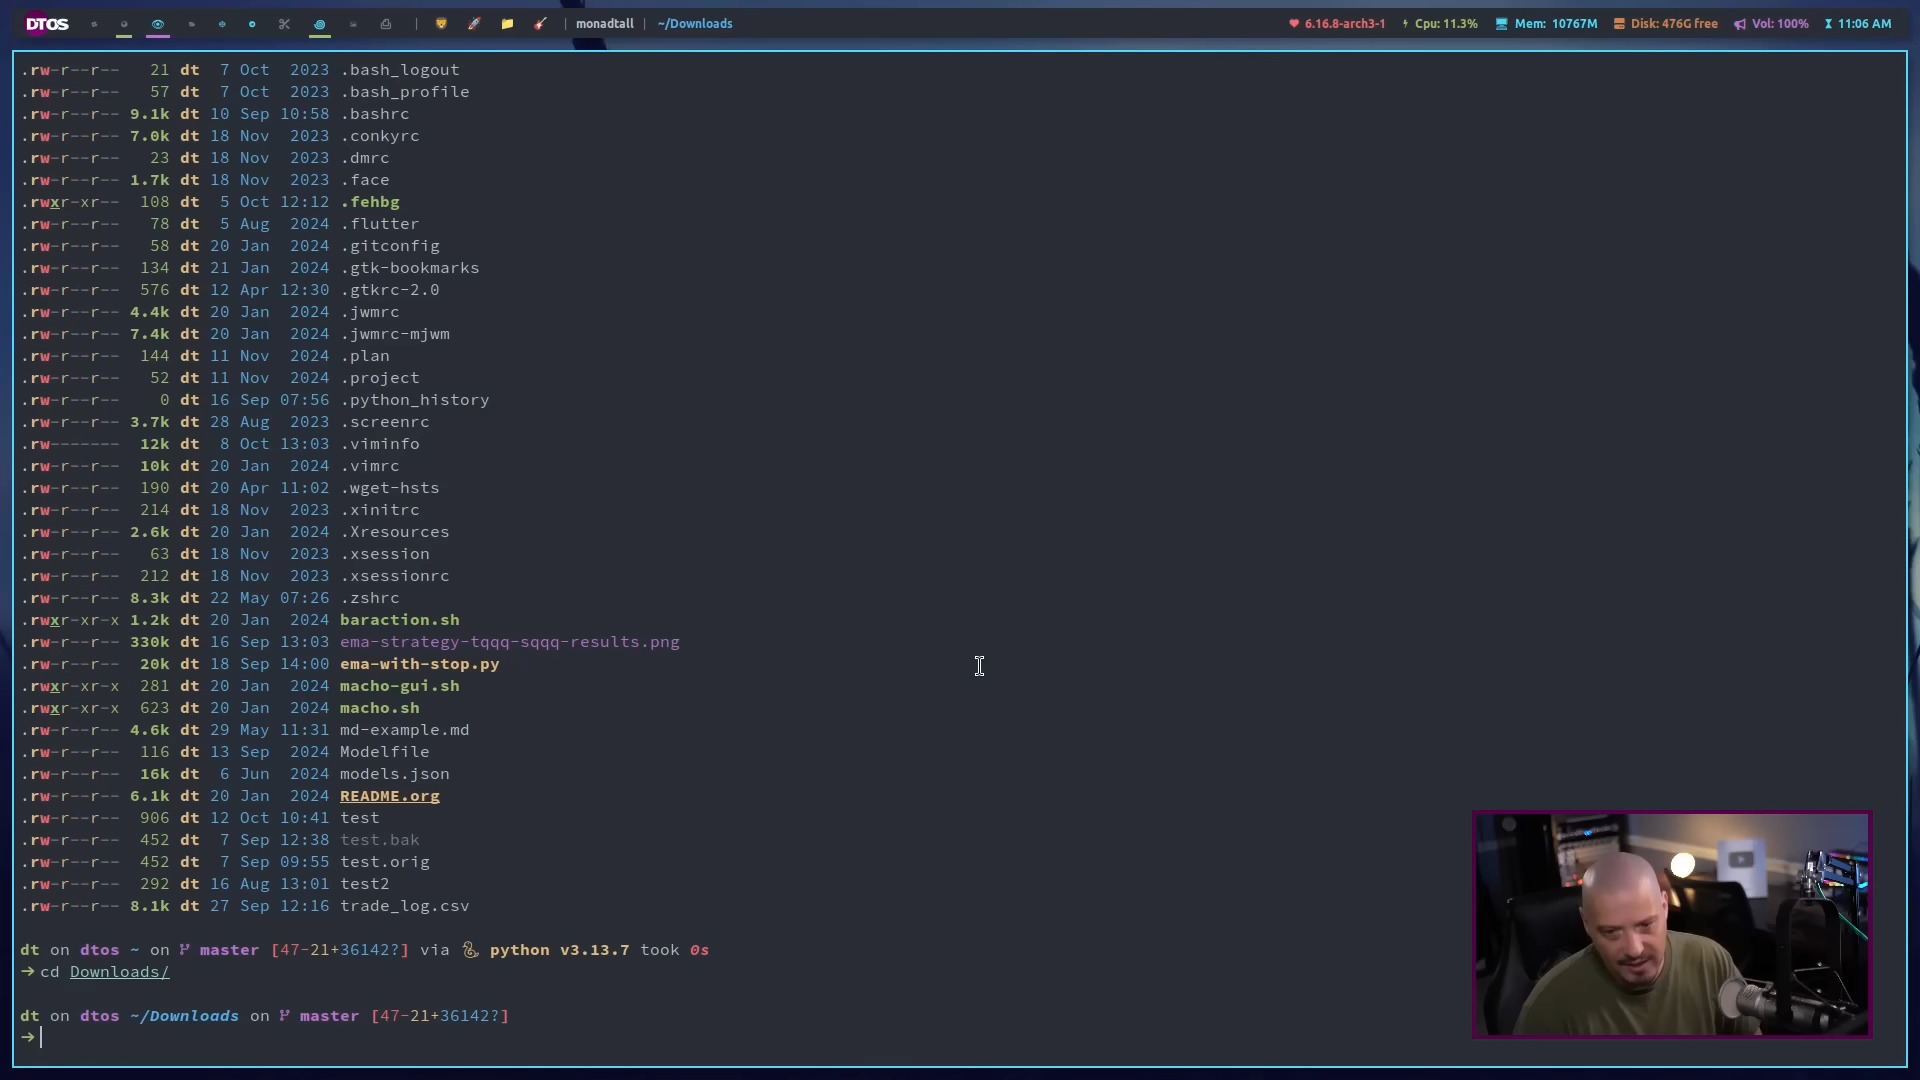 DTOS | monadtall | ~/Downloads 6.16.8-arch3-1 Cpu: 11.3% Mem: 10767M Disk: 476G free Vol: 100% 11:06 AM
.rw-r--r-- 21 dt 7 Oct 2023 .bash_logout
.rw-r--r-- 57 dt 7 Oct 2023 .bash_profile
.rw-r--r-- 9.1k dt 10 Sep 10:58 .bashrc
.rw-r--r-- 7.0k dt 18 Nov 2023 .conkyrc
.rw-r--r-- 23 dt 18 Nov 2023 .dmrc
.rw-r--r-- 1.7k dt 18 Nov 2023 .face
.rwxr-xr-- 108 dt 5 Oct 12:12 .fehbg
.rw-r--r-- 78 dt 5 Aug 2024 .flutter
.rw-r--r-- 58 dt 20 Jan 2024 .gitconfig
.rw-r--r-- 134 dt 21 Jan 2024 .gtk-bookmarks
.rw-r--r-- 576 dt 12 Apr 12:30 .gtkrc-2.0
.rw-r--r-- 4.4k dt 20 Jan 2024 .jwmrc
.rw-r--r-- 7.4k dt 20 Jan 2024 .jwmrc-mjwm
.rw-r--r-- 144 dt 11 Nov 2024 .plan
.rw-r--r-- 52 dt 11 Nov 2024 .project
.rw-r--r-- 0 dt 16 Sep 07:56 .python_history
.rw-r--r-- 3.7k dt 28 Aug 2023 .screenrc
.rw------- 12k dt 8 Oct 13:03 .viminfo
.rw-r--r-- 10k dt 20 Jan 2024 .vimrc
.rw-r--r-- 190 dt 20 Apr 11:02 .wget-hsts
.rw-r--r-- 214 dt 18 Nov 2023 .xinitrc
.rw-r--r-- 2.6k dt 20 Jan 2024 .Xresources
.rw-r--r-- 63 dt 18 Nov 2023 .xsession
.rw-r--r-- 212 dt 18 Nov 2023 .xsessionrc
.rw-r--r-- 8.3k dt 22 May 07:26 .zshrc
.rwxr-xr-x 1.2k dt 20 Jan 2024 baraction.sh
.rw-r--r-- 330k dt 16 Sep 13:03 ema-strategy-tqqq-sqqq-results.png
.rw-r--r-- 20k dt 18 Sep 14:00 ema-with-stop.py
.rwxr-xr-x 281 dt 20 Jan 2024 macho-gui.sh
.rwxr-xr-x 623 dt 20 Jan 2024 macho.sh
.rw-r--r-- 4.6k dt 29 May 11:31 md-example.md
.rw-r--r-- 116 dt 13 Sep 2024 Modelfile
.rw-r--r-- 16k dt 6 Jun 2024 models.json
.rw-r--r-- 6.1k dt 20 Jan 2024 README.org
.rw-r--r-- 906 dt 12 Oct 10:41 test
.rw-r--r-- 452 dt 7 Sep 12:38 test.bak
.rw-r--r-- 452 dt 7 Sep 09:55 test.orig
.rw-r--r-- 292 dt 16 Aug 13:01 test2
.rw-r--r-- 8.1k dt 27 Sep 12:16 trade_log.csv
dt on dtos ~ on master [47-21+36142?] via 🐍 python v3.13.7 took 0s
➜ cd Downloads/
dt on dtos ~/Downloads on master [47-21+36142?]
➜